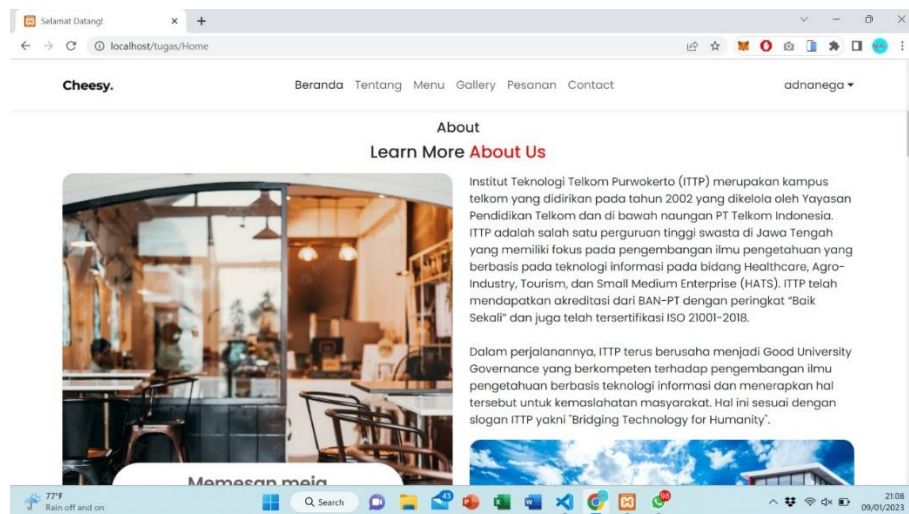 Selamat Datang!
localhost/tugas/Home
Cheesy.
Beranda Tentang Menu Gallery Pesanan Contact
adnanega
About
Learn More About Us
Institut Teknologi Telkom Purwokerto (ITTP) merupakan kampus
telkom yang didirikan pada tahun 2002 yang dikelola oleh Yayasan
Pendidikan Telkom dan di bawah naungan PT Telkom Indonesia.
ITTP adalah salah satu perguruan tinggi swasta di Jawa Tengah
yang memiliki fokus pada pengembangan ilmu pengetahuan yang
berbasis pada teknologi informasi pada bidang Healthcare, Agro-
Industry, Tourism, dan Small Medium Enterprise (HATS). ITTP telah
mendapatkan akreditasi dari BAN-PT dengan peringkat “Baik
Sekali” dan juga telah tersertifikasi ISO 21001-2018.
Dalam perjalanannya, ITTP terus berusaha menjadi Good University
Governance yang berkompeten terhadap pengembangan ilmu
pengetahuan berbasis teknologi informasi dan menerapkan hal
tersebut untuk kemaslahatan masyarakat. Hal ini sesuai dengan
slogan ITTP yakni "Bridging Technology for Humanity".
Memesan meja
77°F
Rain off and on
Search
49
98
21:08
09/01/2023